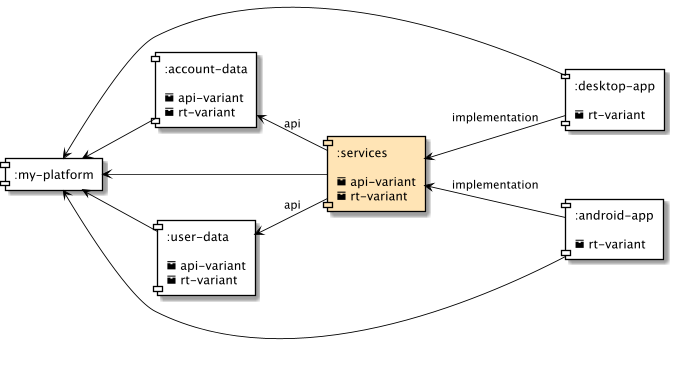 :account-data
api-variant
rt-variant
:my-platform
:user-data
api-variant
rt-variant
api
api
:services
api-variant
rt-variant
implementation
implementation
:desktop-app
rt-variant
:android-app
rt-variant